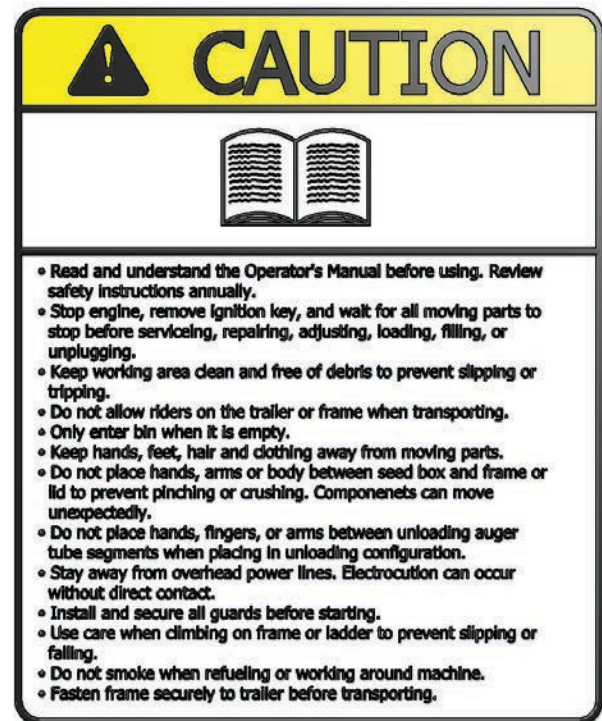 CAUTION
• Read and understand the Operator's Manual before using. Review
safety instructions annually.
• Stop engine, remove ignition key, and wait for all moving parts to
stop before serviceing, repairing, adjusting, loading, filling, or
unplugging.
• Keep working area clean and free of debris to prevent slipping or
tripping.
• Do not allow riders on the trailer or frame when transporting.
• Only enter bin when it is empty.
• Keep hands, feet, hair and clothing away from moving parts.
• Do not place hands, arms or body between seed box and frame or
lid to prevent pinching or crushing. Componenets can move
unexpectedly.
• Do not place hands, fingers, or arms between unloading auger
tube segments when placing in unloading configuration.
• Stay away from overhead power lines. Electrocution can occur
without direct contact.
• Install and secure all guards before starting.
• Use care when climbing on frame or ladder to prevent slipping or
falling.
• Do not smoke when refueling or working around machine.
• Fasten frame securely to trailer before transporting.